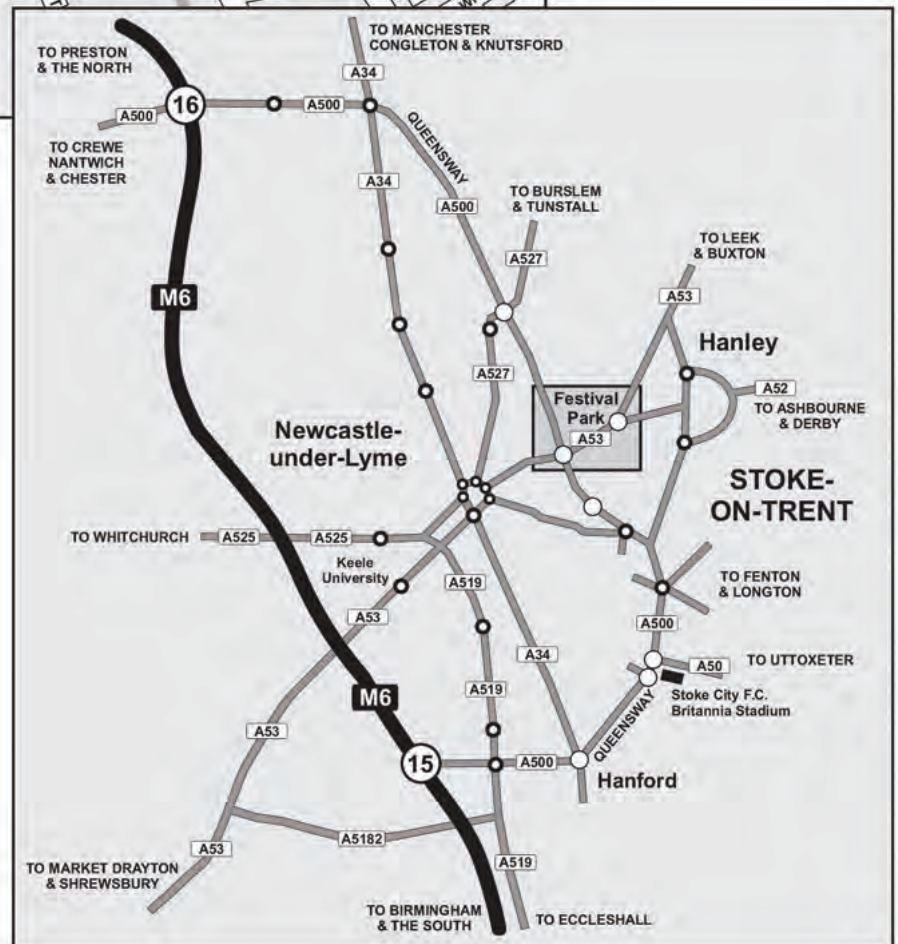 TO PRESTON
& THE NORTH
TO MANCHESTER
CONGLETON & KNUTSFORD
A34
16
A500
A500
TO CREWE
NANTWICH
& CHESTER
QUEENSWAY
A34
A500
TO BURSLEM
& TUNSTALL
A527
TO LEEK
& BUXTON
A53
M6
Hanley
A527
A52
TO ASHBOURNE
& DERBY
Festival
Park
A53
Newcastle-
under-Lyme
STOKE-
ON-TRENT
TO WHITCHURCH
A525
A525
Keele
University
A519
A53
TO FENTON
& LONGTON
A500
A34
A50
TO UTTOXETER
Stoke City F.C.
Britannia Stadium
M6
A519
QUEENSWAY
A53
15
A500
Hanford
A5182
A53
A519
TO MARKET DRAYTON
& SHREWSBURY
TO BIRMINGHAM
& THE SOUTH
TO ECCLESHALL